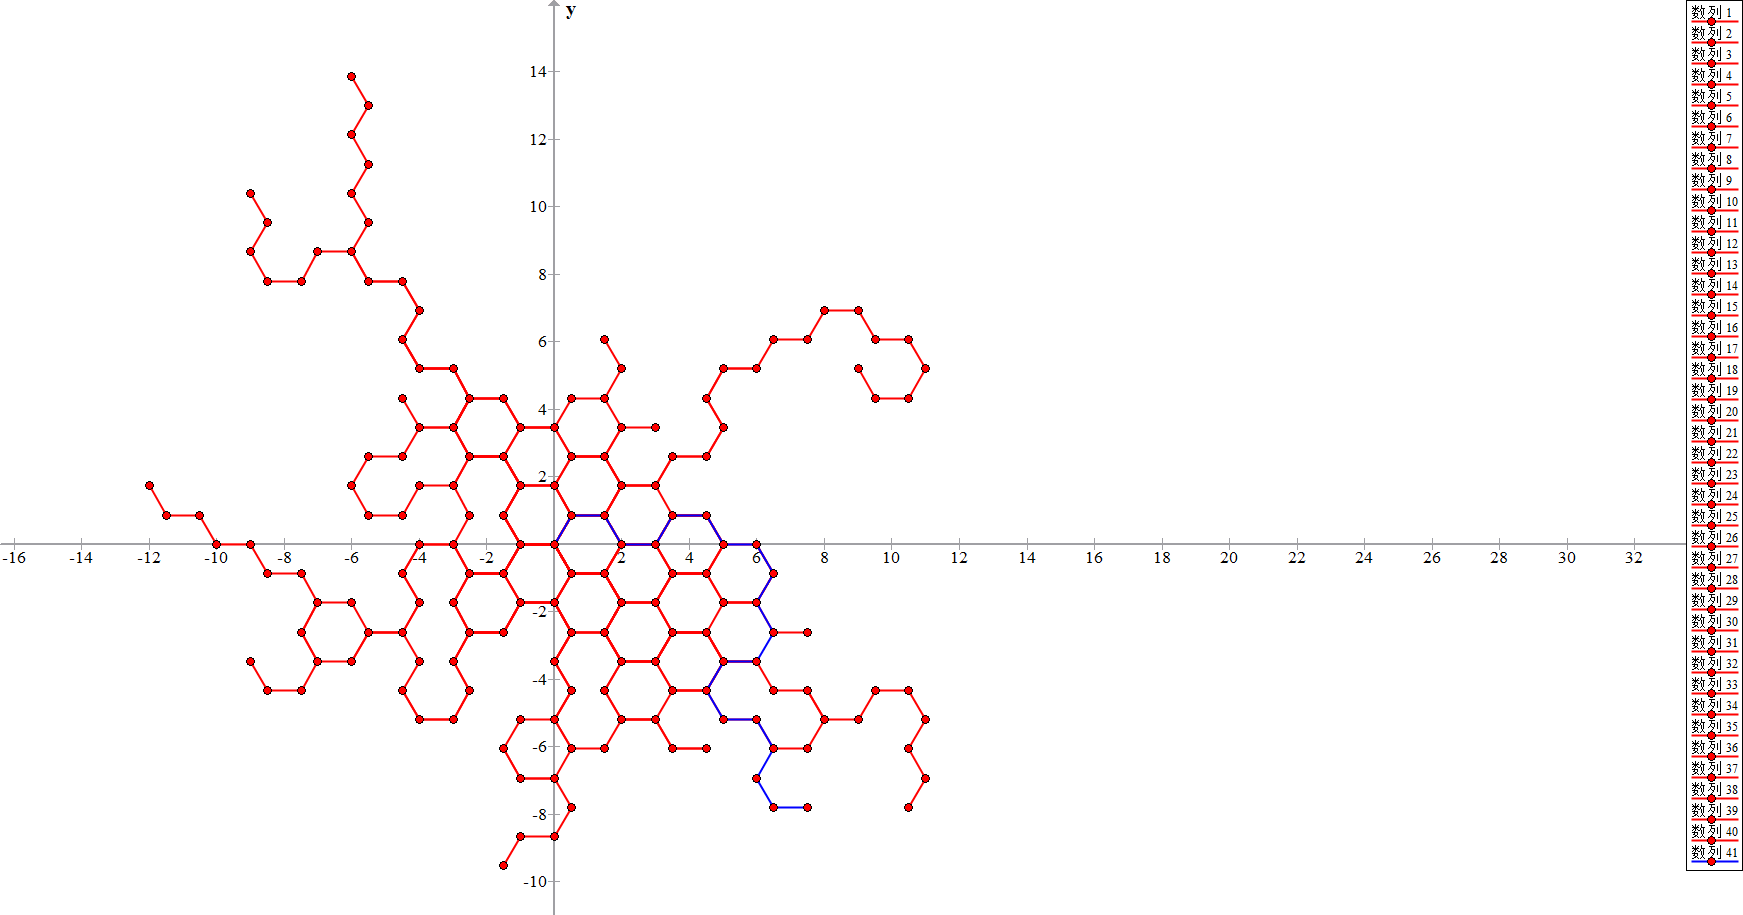 y
14
12
10
8
6
4
2
-16 -14 -12 -10 -8 -6 -4 -2 2 4 6 8 10 12 14 16 18 20 22 24 26 28 30 32
-2
-4
-6
-8
-10
数列 1
数列 2
数列 3
数列 4
数列 5
数列 6
数列 7
数列 8
数列 9
数列 10
数列 11
数列 12
数列 13
数列 14
数列 15
数列 16
数列 17
数列 18
数列 19
数列 20
数列 21
数列 22
数列 23
数列 24
数列 25
数列 26
数列 27
数列 28
数列 29
数列 30
数列 31
数列 32
数列 33
数列 34
数列 35
数列 36
数列 37
数列 38
数列 39
数列 40
数列 41